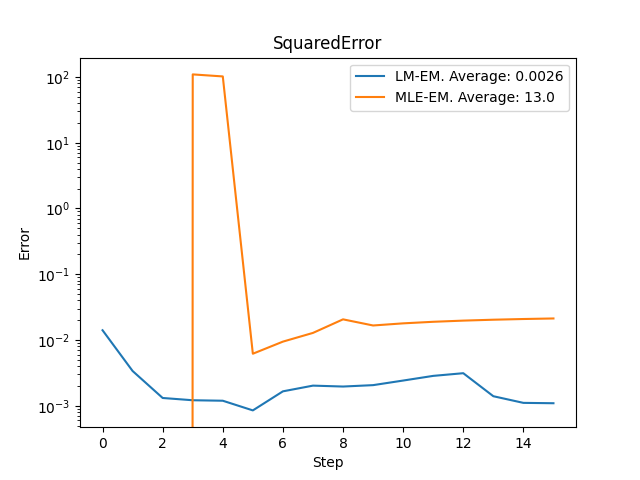 SquaredError
LM-EM. Average: 0.0026
MLE-EM. Average: 13.0
Error
10²
10¹
10⁰
10⁻¹
10⁻²
10⁻³
0 2 4 6 8 10 12 14
Step